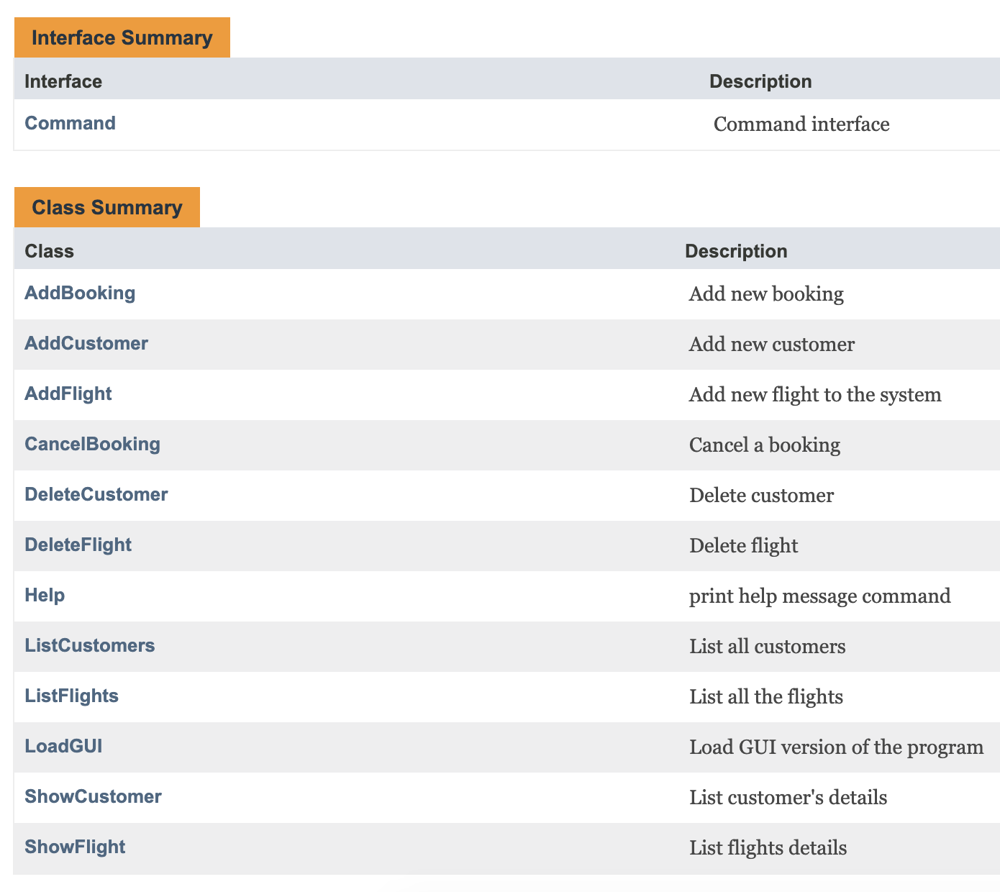 Interface Summary
Interface Description
Command Command interface
Class Summary
Class Description
AddBooking Add new booking
AddCustomer Add new customer
AddFlight Add new flight to the system
CancelBooking Cancel a booking
DeleteCustomer Delete customer
DeleteFlight Delete flight
Help print help message command
ListCustomers List all customers
ListFlights List all the flights
LoadGUI Load GUI version of the program
ShowCustomer List customer's details
ShowFlight List flights details